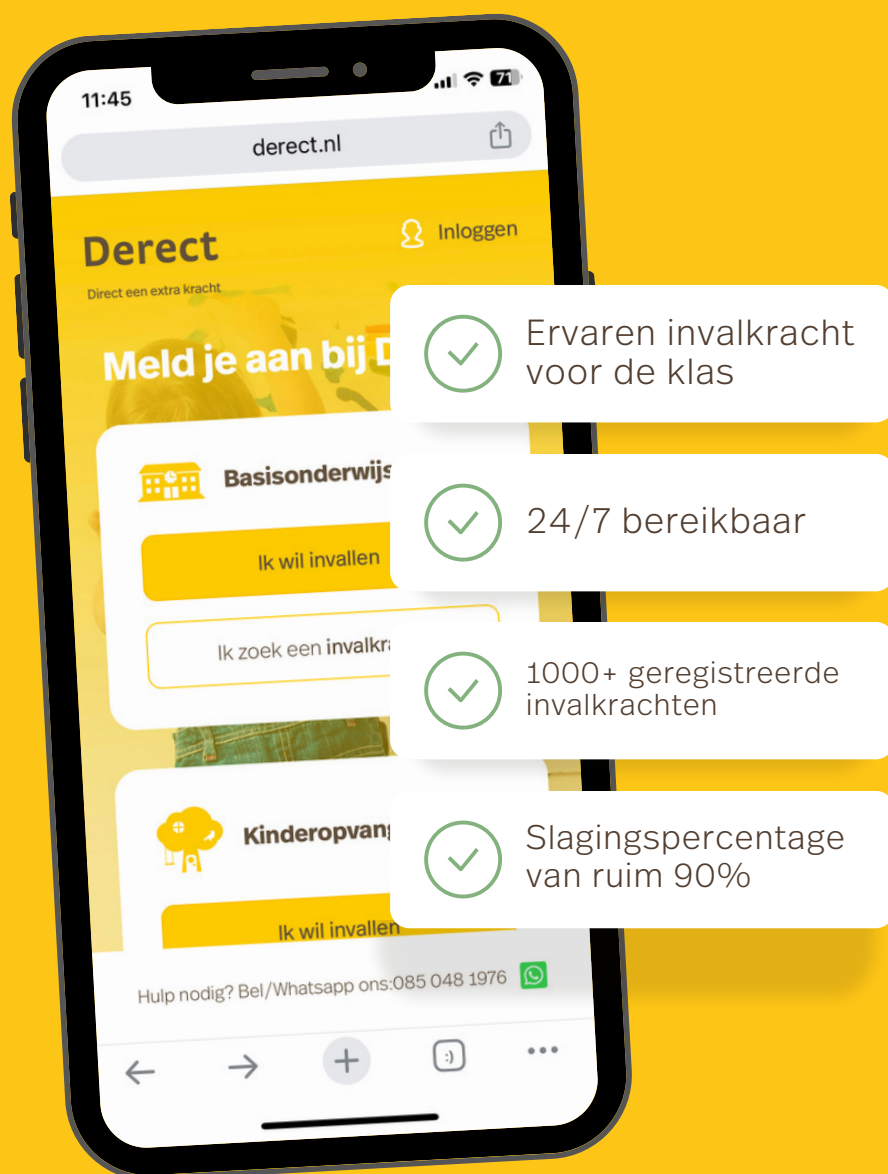 11:45
71
derect.nl
Derect
Inloggen
Direct een extra kracht
Meld je aan bij D
Ervaren invalkracht
voor de klas
Basisonderwijs
24/7 bereikbaar
Ik wil invallen
Ik zoek een invalkra
1000+ geregistreerde
invalkrachten
Kinderopvang
Slagingspercentage
van ruim 90%
Ik wil invallen
Hulp nodig? Bel/Whatsapp ons:085 048 1976
:)